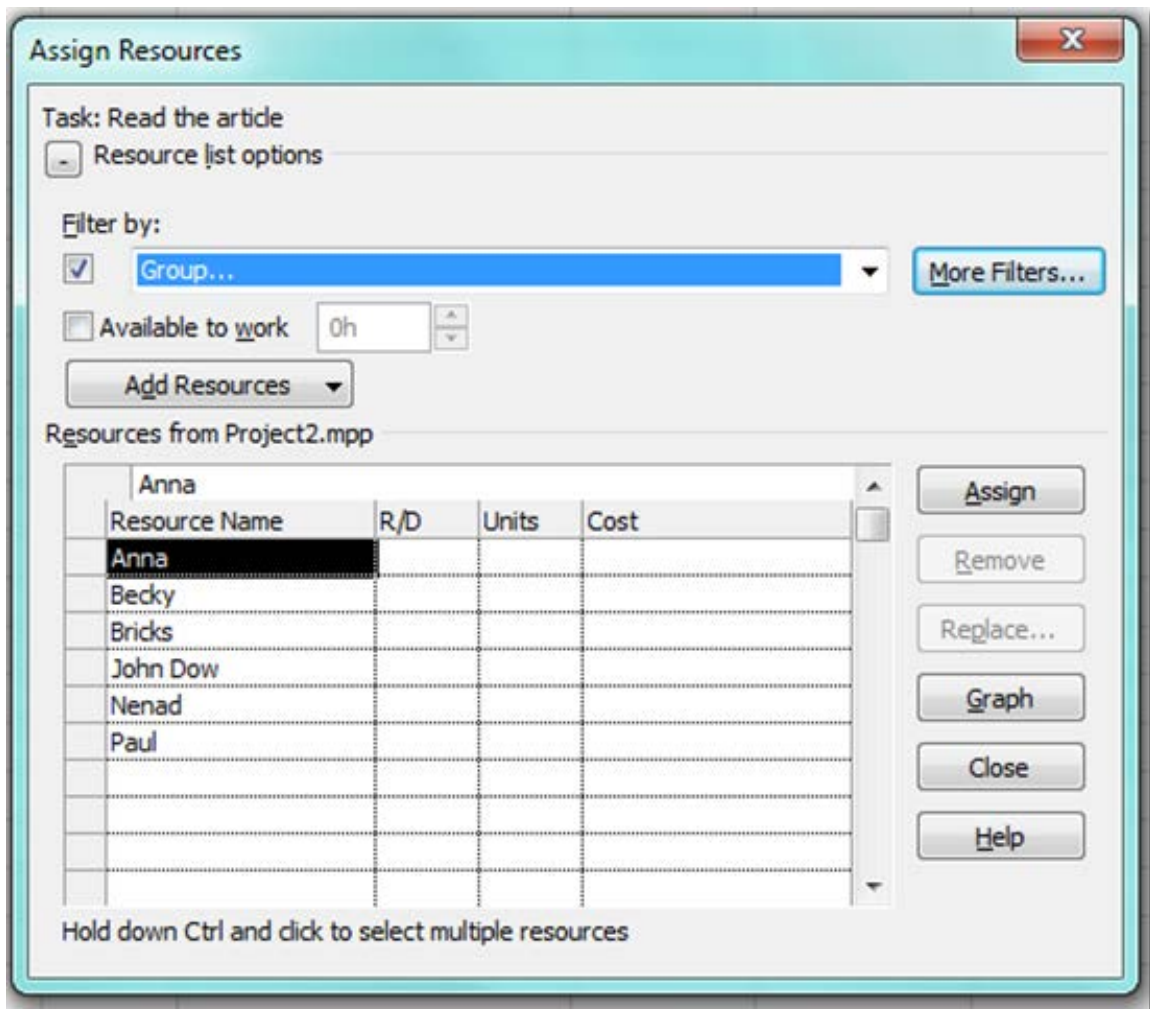 Assign Resources
Task: Read the article
- Resource list options
Filter by:
Group... More Filters...
Available to work 0h
Add Resources
Resources from Project2.mpp
Anna
Resource Name R/D Units Cost
Anna
Becky
Bricks
John Dow
Nenad
Paul
Assign
Remove
Replace...
Graph
Close
Help
Hold down Ctrl and click to select multiple resources